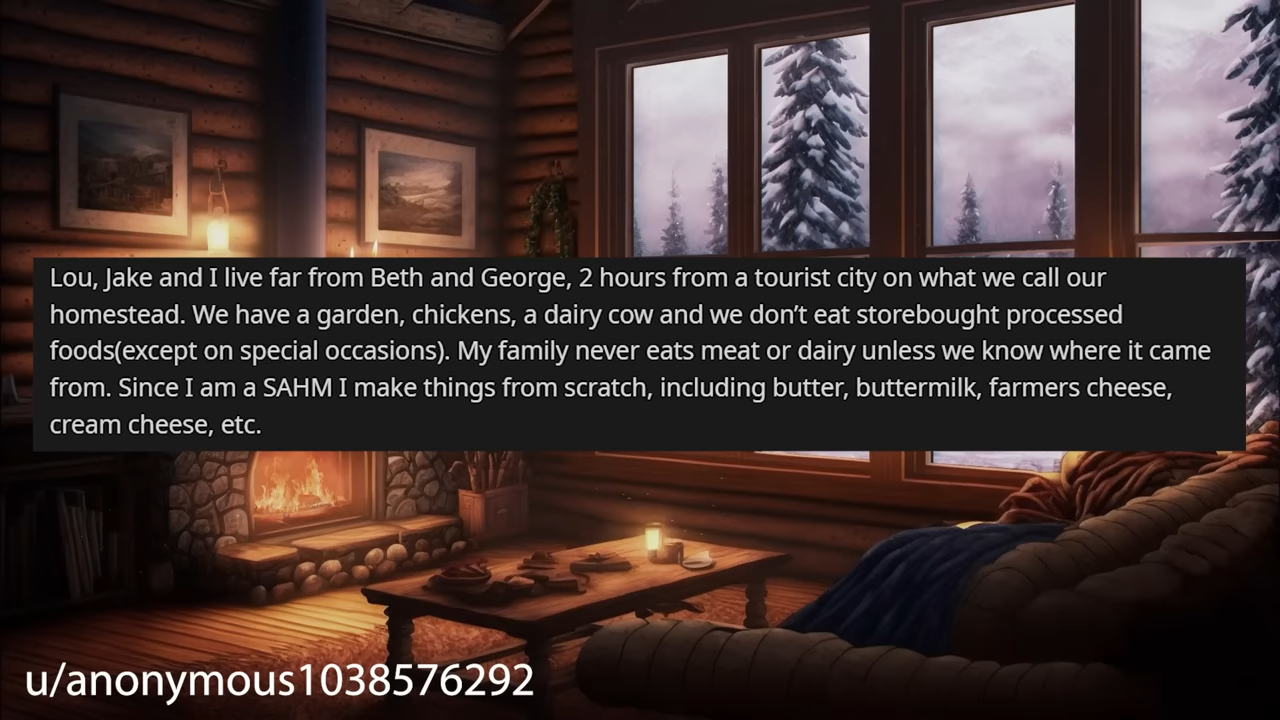 Lou, Jake and I live far from Beth and George, 2 hours from a tourist city on what we call our
homestead. We have a garden, chickens, a dairy cow and we don’t eat storebought processed
foods(except on special occasions). My family never eats meat or dairy unless we know where it came
from. Since I am a SAHM I make things from scratch, including butter, buttermilk, farmers cheese,
cream cheese, etc.
u/anonymous1038576292